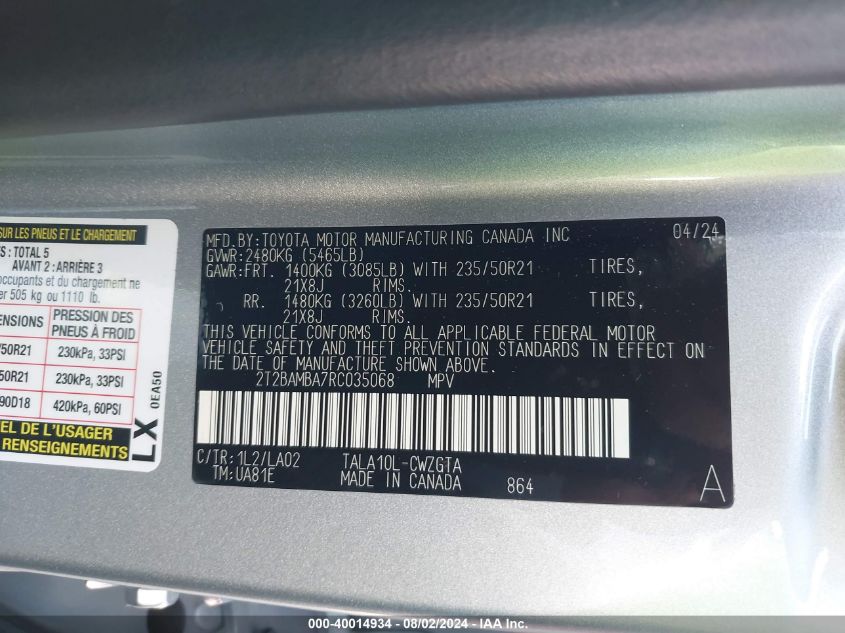 SUR LES PNEUS ET LE CHARGEMENT
: TOTAL 5
AVANT 2 : ARRIÈRE 3
occupants et du chargement ne
er 505 kg ou 1110 lb.
PRESSION DES
PNEUS À FROID
50R21 230kPa, 33PSI
50R21 230kPa, 33PSI
90D18 420kPa, 60PSI
EL DE L'USAGER
RENSEIGNEMENTS
LX 0EA50
MFD.BY:TOYOTA MOTOR MANUFACTURING CANADA INC 04/24
GVWR:2480KG (5465LB)
GAWR:FRT. 1400KG (3085LB) WITH 235/50R21 TIRES,
21X8J RIMS.
RR. 1480KG (3260LB) WITH 235/50R21 TIRES,
21X8J RIMS.
THIS VEHICLE CONFORMS TO ALL APPLICABLE FEDERAL MOTOR
VEHICLE SAFETY AND THEFT PREVENTION STANDARDS IN EFFECT ON
THE DATE OF MANUFACTURE SHOWN ABOVE.
2T2BAMBA7RC035068 MPV
C/TR:1L2/LA02 TALA10L-CWZGTA
TM:UA81E MADE IN CANADA 864 A
000-40014934 - 08/02/2024 - IAAI.com